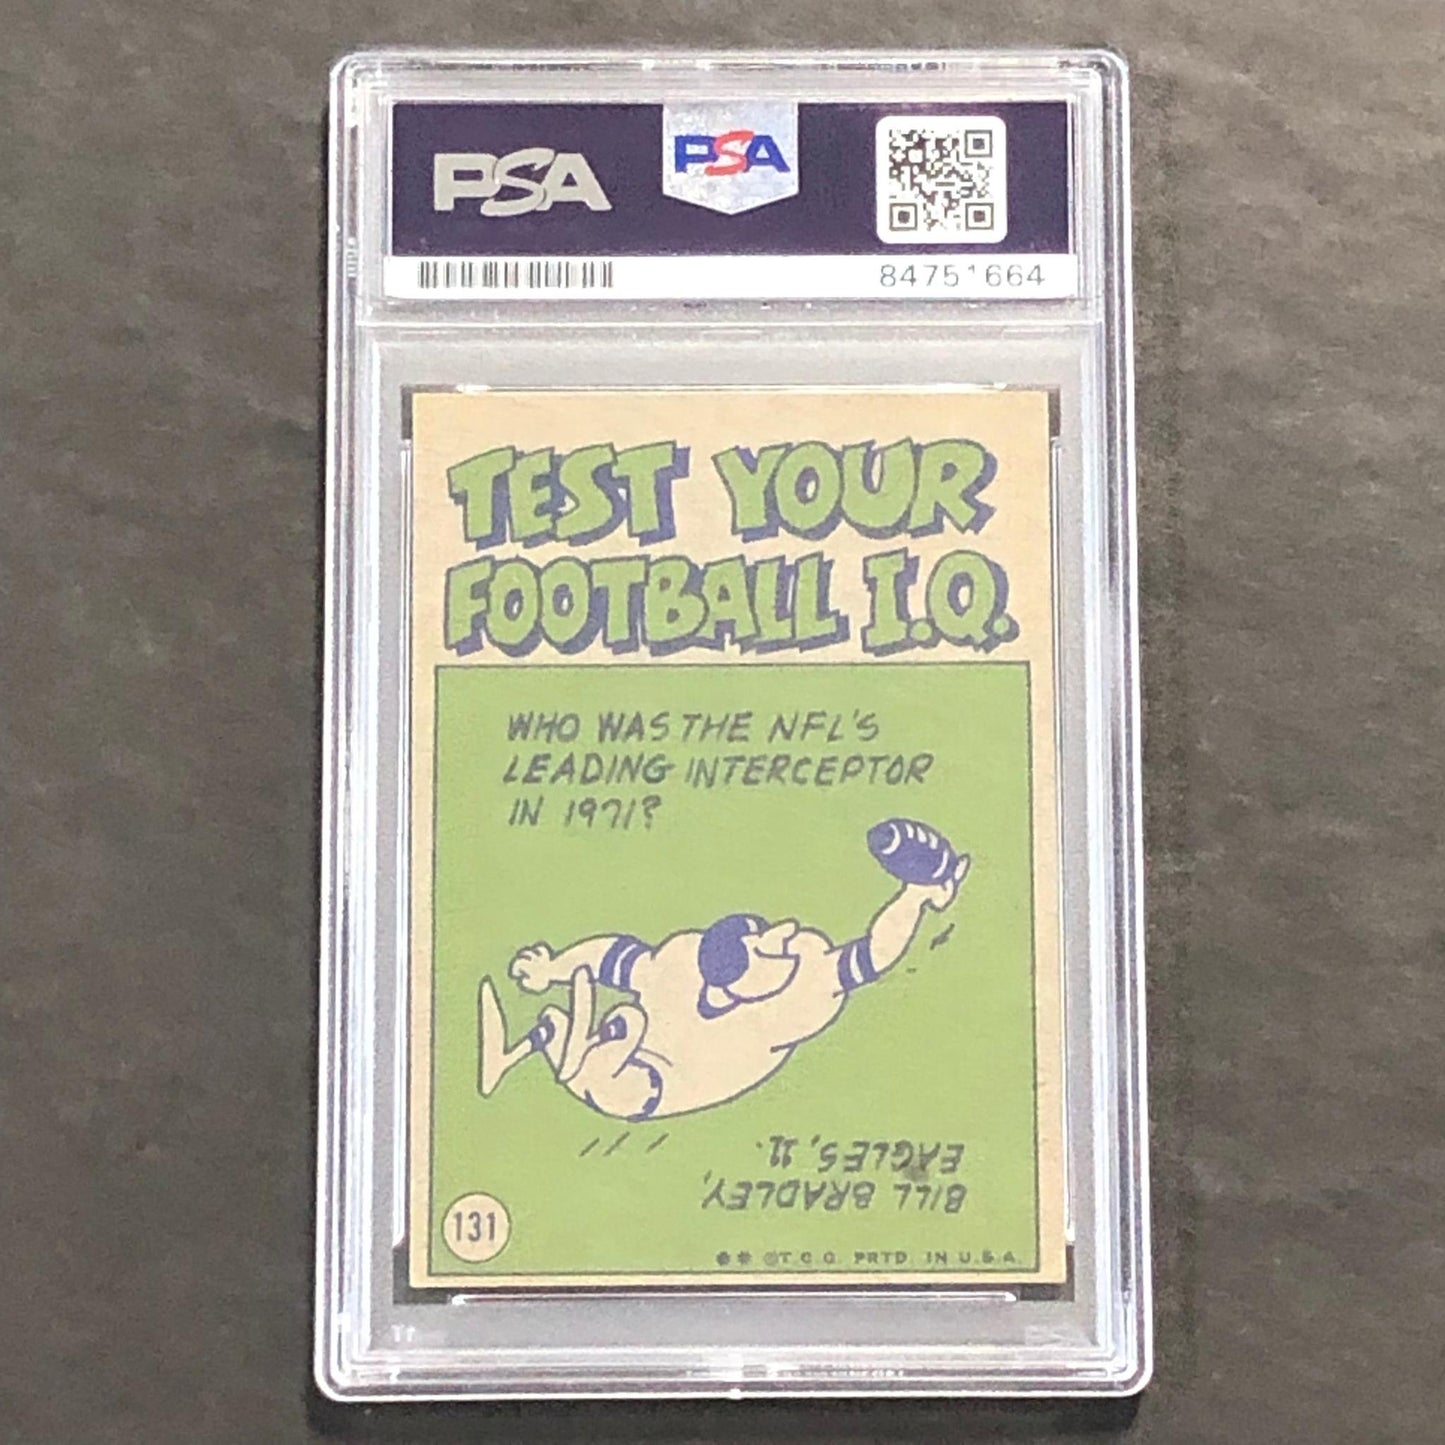 PSA PSA
84751664
TEST YOUR
FOOTBALL I.Q.
WHO WAS THE NFL'S
LEADING INTERCEPTOR
IN 1971?
BILL BRADLEY,
EAGLES, 11.
131
** ©T.C.G. PRTD. IN U.S.A.